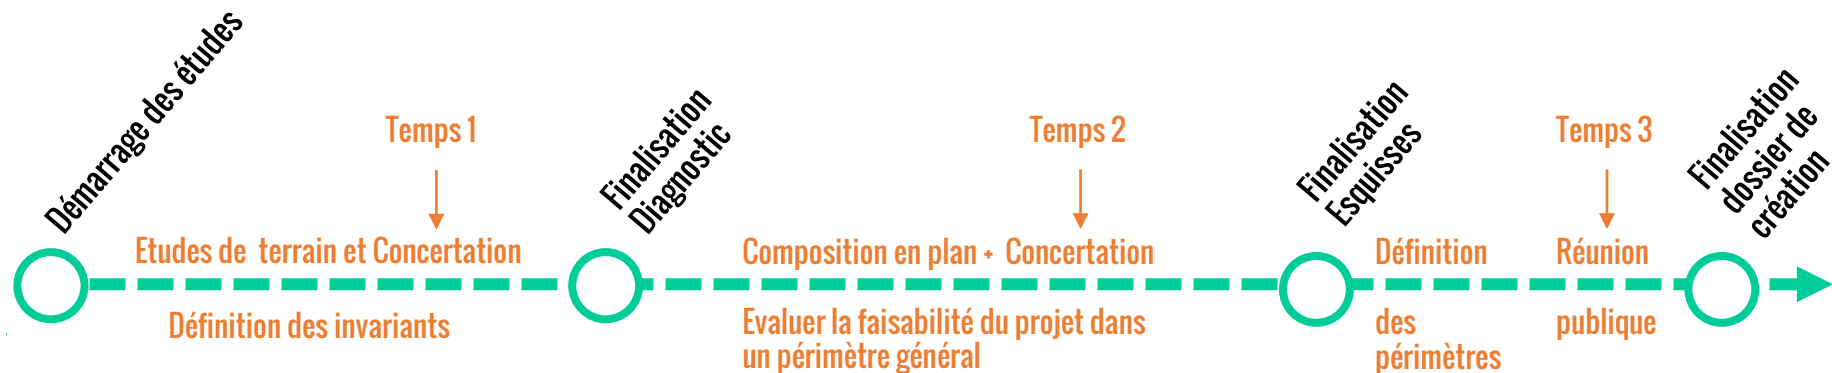 Démarrage des études
Temps 1
Etudes de  terrain et Concertation
Définition des invariants
Finalisation
Diagnostic
Temps 2
Composition en plan +  Concertation
Evaluer la faisabilité du projet dans
un périmètre général
Finalisation
Esquisses
Définition
des
périmètres
Temps 3
Réunion
publique
Finalisation
dossier de
création